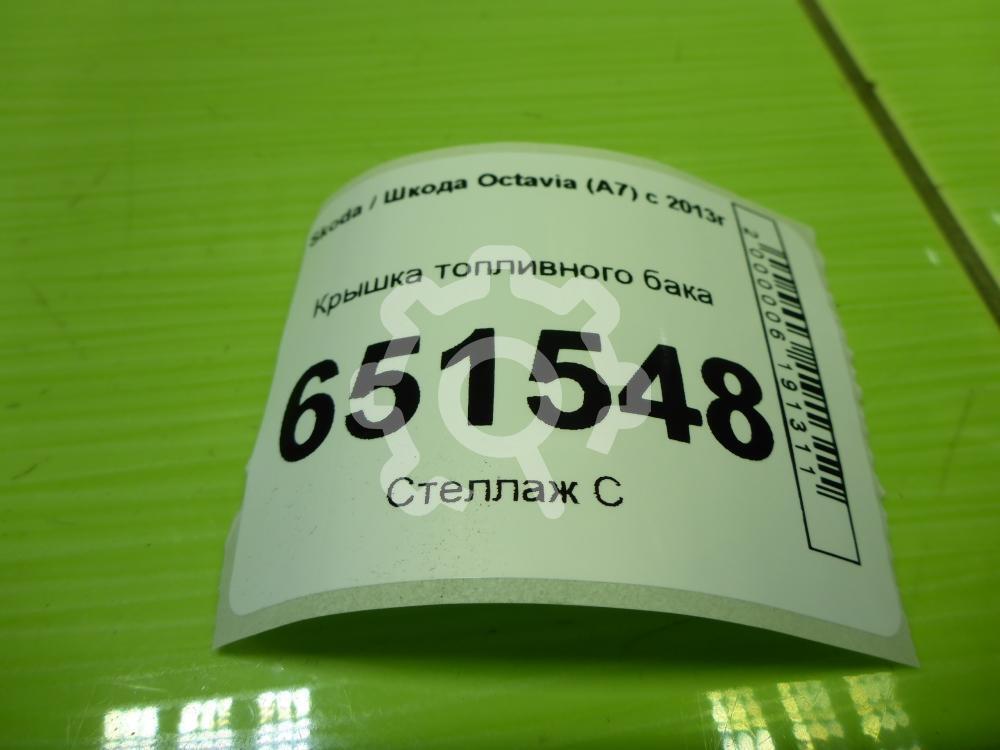 Skoda / Шкода Octavia (A7) с 2013г
Крышка топливного бака
651548
Стеллаж С
2000006191311